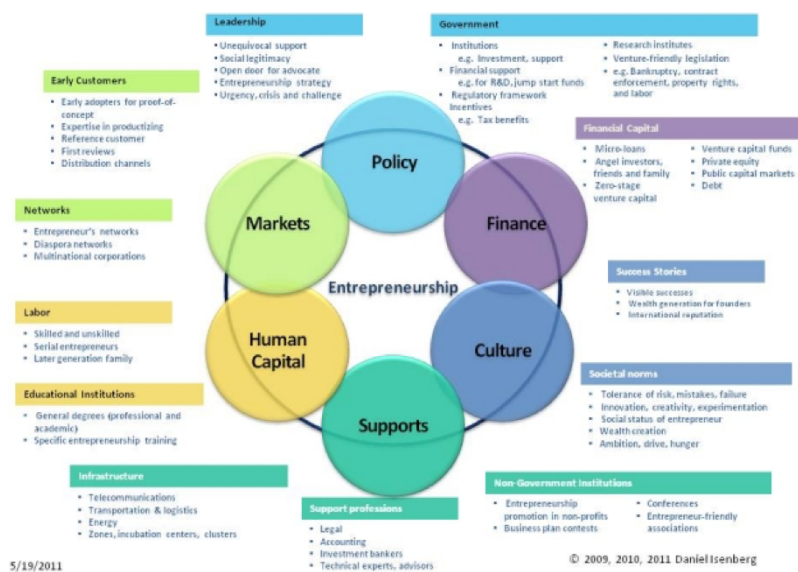 Leadership
Unequivocal support
Social legitimacy
Open door for advocate
Entrepreneurship strategy
Urgency, crisis and challenge
Government
Institutions
e.g. Investment, support
Financial support
e.g. for R&D, jump start funds
Regulatory framework
Incentives
e.g. Tax benefits
Research institutes
Venture-friendly legislation
e.g. Bankruptcy, contract
enforcement, property rights,
and labor
Early Customers
Early adopters for proof-of-
concept
Expertise in productizing
Reference customer
First reviews
Distribution channels
Financial Capital
Micro-loans
Angel investors,
friends and family
Zero-stage
venture capital
Venture capital funds
Private equity
Public capital markets
Debt
Policy
Markets
Finance
Networks
Entrepreneur's networks
Diaspora networks
Multinational corporations
Entrepreneurship
Success Stories
Visible successes
Wealth generation for founders
International reputation
Labor
Skilled and unskilled
Serial entrepreneurs
Later generation family
Human
Capital
Culture
Societal norms
Tolerance of risk, mistakes, failure
Innovation, creativity, experimentation
Social status of entrepreneur
Wealth creation
Ambition, drive, hunger
Educational Institutions
General degrees (professional and
academic)
Specific entrepreneurship training
Supports
Infrastructure
Telecommunications
Transportation & logistics
Energy
Zones, incubation centers, clusters
Support professions
Legal
Accounting
Investment bankers
Technical experts, advisors
Non-Government Institutions
Entrepreneurship
promotion in non-profits
Business plan contests
Conferences
Entrepreneur-friendly
associations
5/19/2011
© 2009, 2010, 2011 Daniel Isenberg